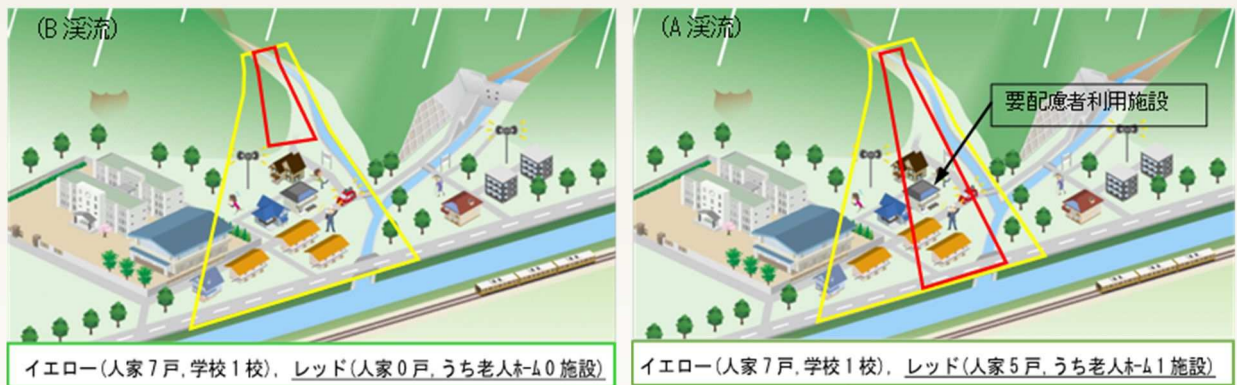 (B 渓流)
イエロー(人家7戸,学校1校), レッド(人家0戸,うち老人ホーム0施設)
(A 渓流)
要配慮者利用施設
イエロー(人家7戸,学校1校), レッド(人家5戸,うち老人ホーム1施設)